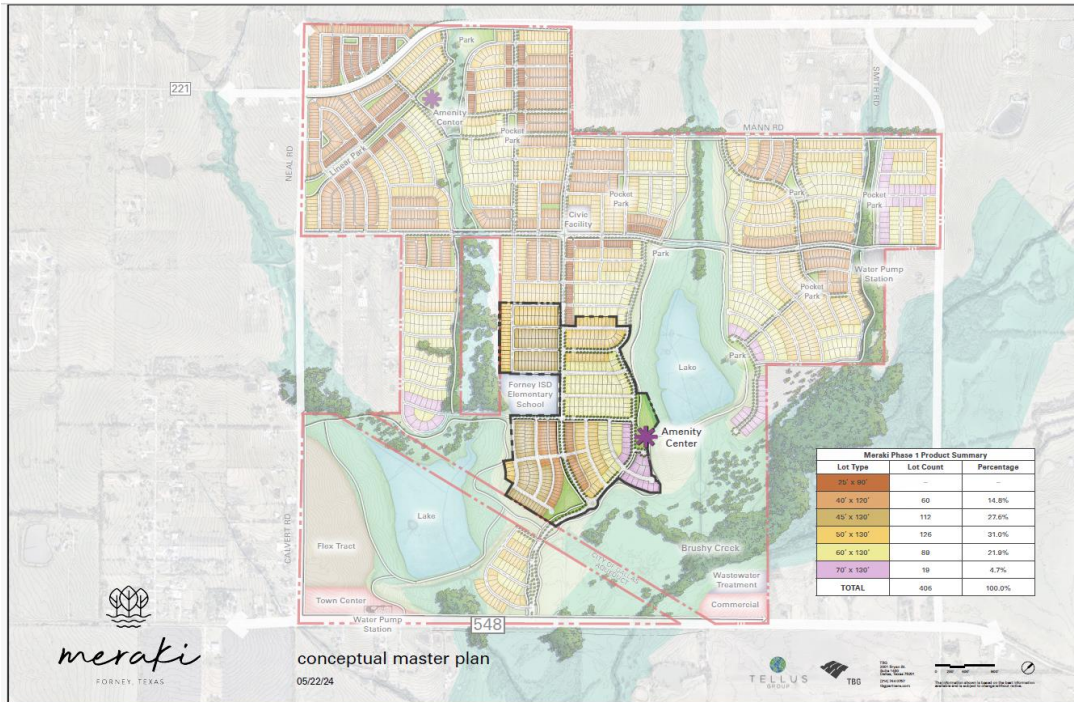 Park
221
SMITH RD
Amenity
Center
MANN RD
Pocket
Park
Linear Park
NEAL RD
Park
Pocket
Park
Pocket
Park
Civic
Facility
Park
Water Pump
Station
Pocket
Park
Lake
Park
Forney ISD
Elementary
School
Amenity
Center
Meraki Phase 1 Product Summary
Lot Type Lot Count Percentage
25' x 90' – –
40' x 120' 60 14.8%
45' x 130' 112 27.6%
50' x 130' 126 31.0%
60' x 130' 89 21.9%
70' x 130' 19 4.7%
TOTAL 406 100.0%
CALVERT RD
Lake
Flex Tract
Brushy Creek
Wastewater
Treatment
Town Center
Commercial
Water Pump
Station
548
meraki
FORNEY, TEXAS
conceptual master plan
05/22/24
TELLUS
GROUP
TBG
TBG
Dallas, Texas